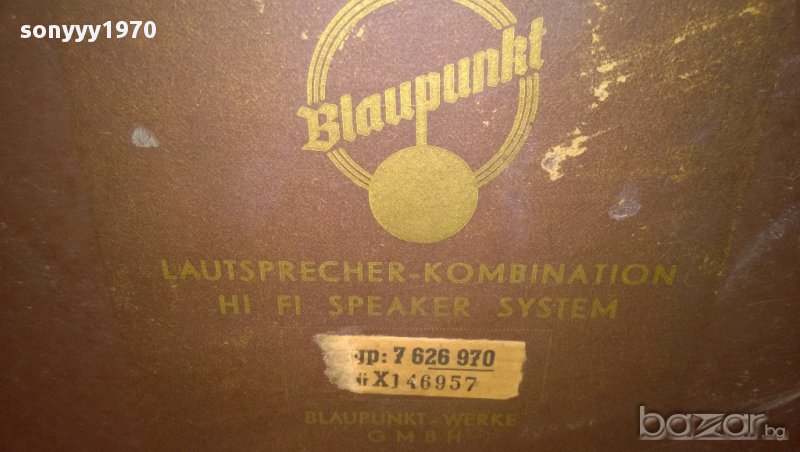 sonyyy1970
Blaupunkt
LAUTSPRECHER-KOMBINATION
HI FI SPEAKER SYSTEM
7 626 970
X146957
BLAUPUNKT-WERKE
GMBH
bazar.bg